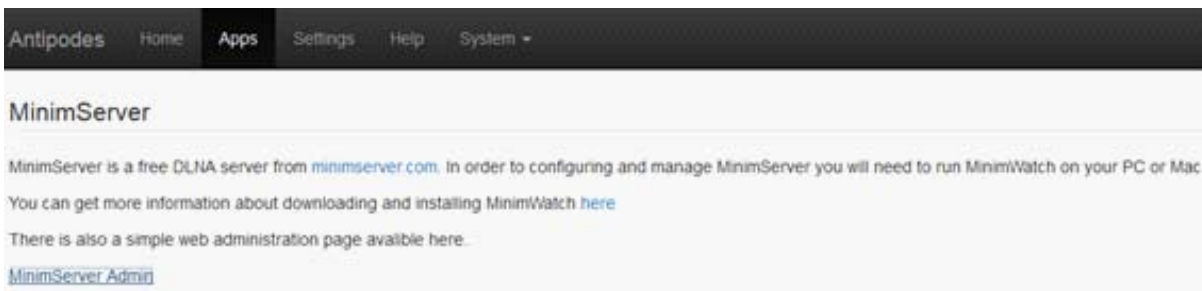 Antipodes Home Apps Settings Help System
MinimServer
MinimServer is a free DLNA server from minimserver.com. In order to configuring and manage MinimServer you will need to run MinimWatch on your PC or Mac
You can get more information about downloading and installing MinimWatch here
There is also a simple web administration page avalible here.
MinimServer Admin